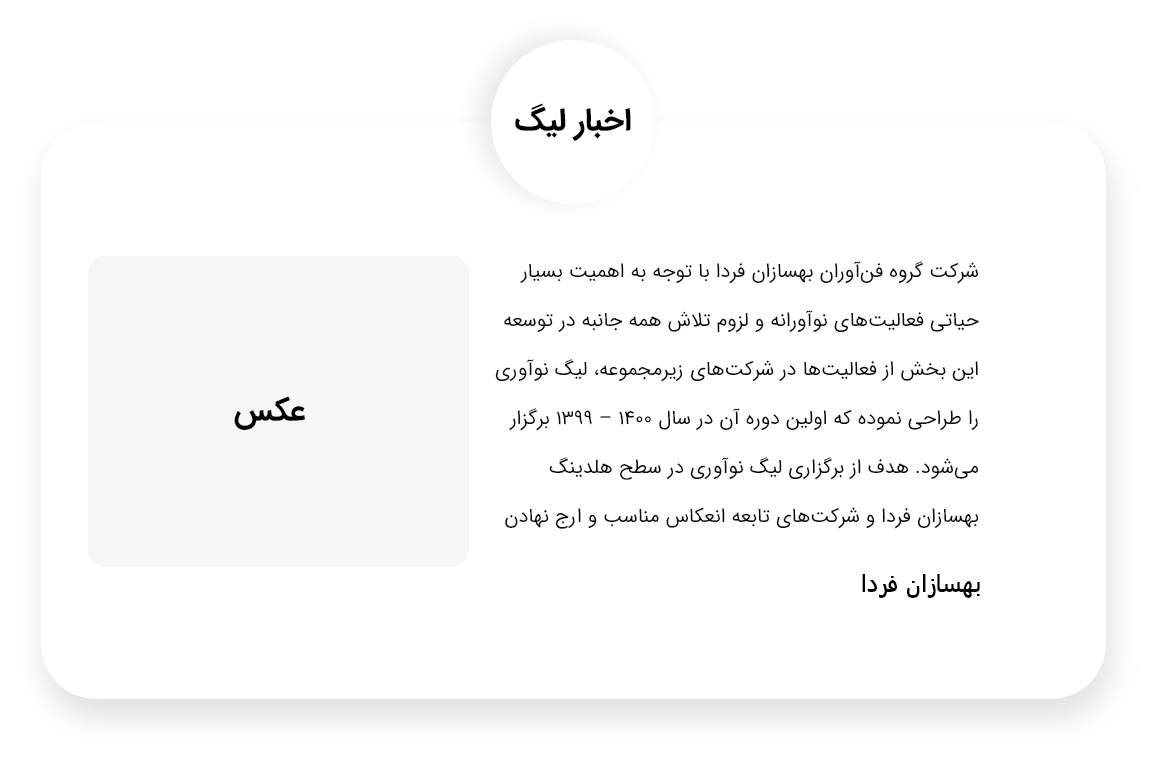 اخبار لیگ
شرکت گروه فن‌آوران بهسازان فردا با توجه به اهمیت بسیار
حیاتی فعالیت‌های نوآورانه و لزوم تلاش همه جانبه در توسعه
این بخش از فعالیت‌ها در شرکت‌های زیرمجموعه، لیگ نوآوری
را طراحی نموده که اولین دوره آن در سال ۱۴۰۰ – ۱۳۹۹ برگزار
می‌شود. هدف از برگزاری لیگ نوآوری در سطح هلدینگ
بهسازان فردا و شرکت‌های تابعه انعکاس مناسب و ارج نهادن
بهسازان فردا
عکس